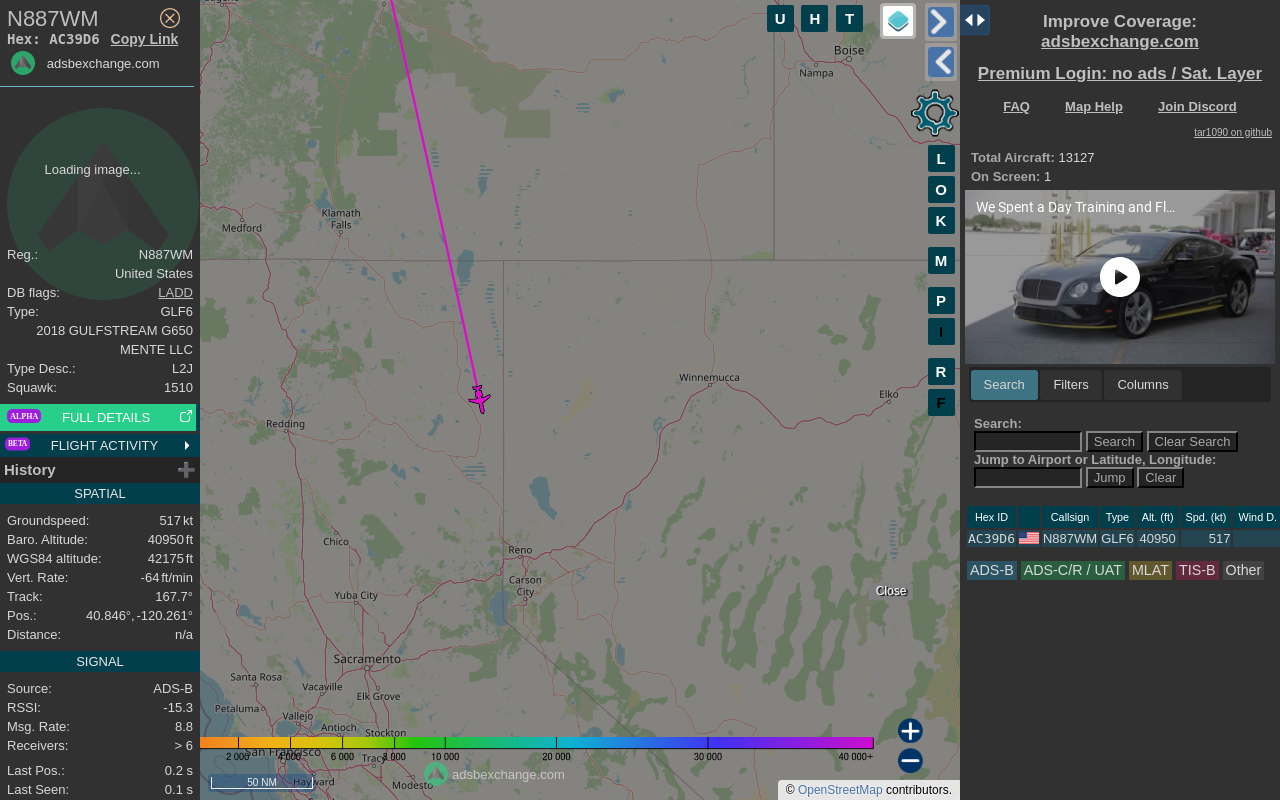 N887WM
Hex: AC39D6 Copy Link
adsbexchange.com
Loading image...
Reg.: N887WM
United States
DB flags: LADD
Type: GLF6
2018 GULFSTREAM G650
MENTE LLC
Type Desc.: L2J
Squawk: 1510
ALPHA FULL DETAILS
BETA FLIGHT ACTIVITY
History
SPATIAL
Groundspeed: 517 kt
Baro. Altitude: 40950 ft
WGS84 altitude: 42175 ft
Vert. Rate: -64 ft/min
Track: 167.7°
Pos.: 40.846°, -120.261°
Distance: n/a
SIGNAL
Source: ADS-B
RSSI: -15.3
Msg. Rate: 8.8
Receivers: > 6
Last Pos.: 0.2 s
Last Seen: 0.1 s
U H T
Boise
Nampa
Klamath
Falls
Medford
Winnemucca
Elko
Redding
Chico
Reno
Carson
City
Yuba City
Sacramento
Santa Rosa
Vacaville
Elk Grove
Petaluma
Vallejo
Antioch
Stockton
San Francisco
Tracy
Hayward
Modesto
L
O
K
M
P
I
R
F
Close
2 000 4 000 6 000 8 000 10 000 20 000 30 000 40 000+
adsbexchange.com
50 NM
© OpenStreetMap contributors.
Improve Coverage:
adsbexchange.com
Premium Login: no ads / Sat. Layer
FAQ Map Help Join Discord
tar1090 on github
Total Aircraft: 13127
On Screen: 1
We Spent a Day Training and Fl...
Search Filters Columns
Search:
Search Clear Search
Jump to Airport or Latitude, Longitude:
Jump Clear
Hex ID Callsign Type Alt. (ft) Spd. (kt) Wind D.
AC39D6 N887WM GLF6 40950 517
ADS-B ADS-C/R / UAT MLAT TIS-B Other